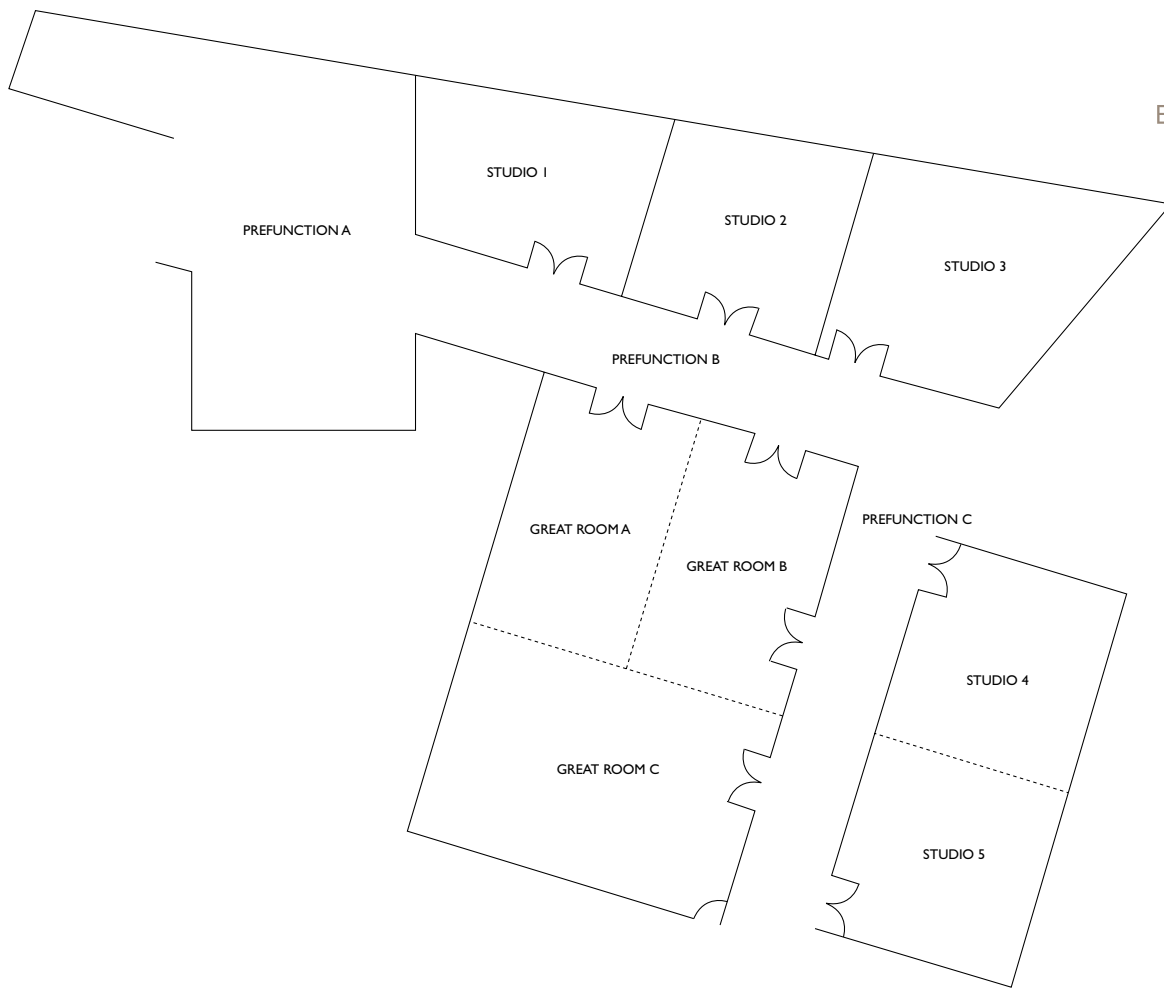 E
STUDIO 1
STUDIO 2
PREFUNCTION A
STUDIO 3
PREFUNCTION B
PREFUNCTION C
GREAT ROOM A
GREAT ROOM B
STUDIO 4
GREAT ROOM C
STUDIO 5